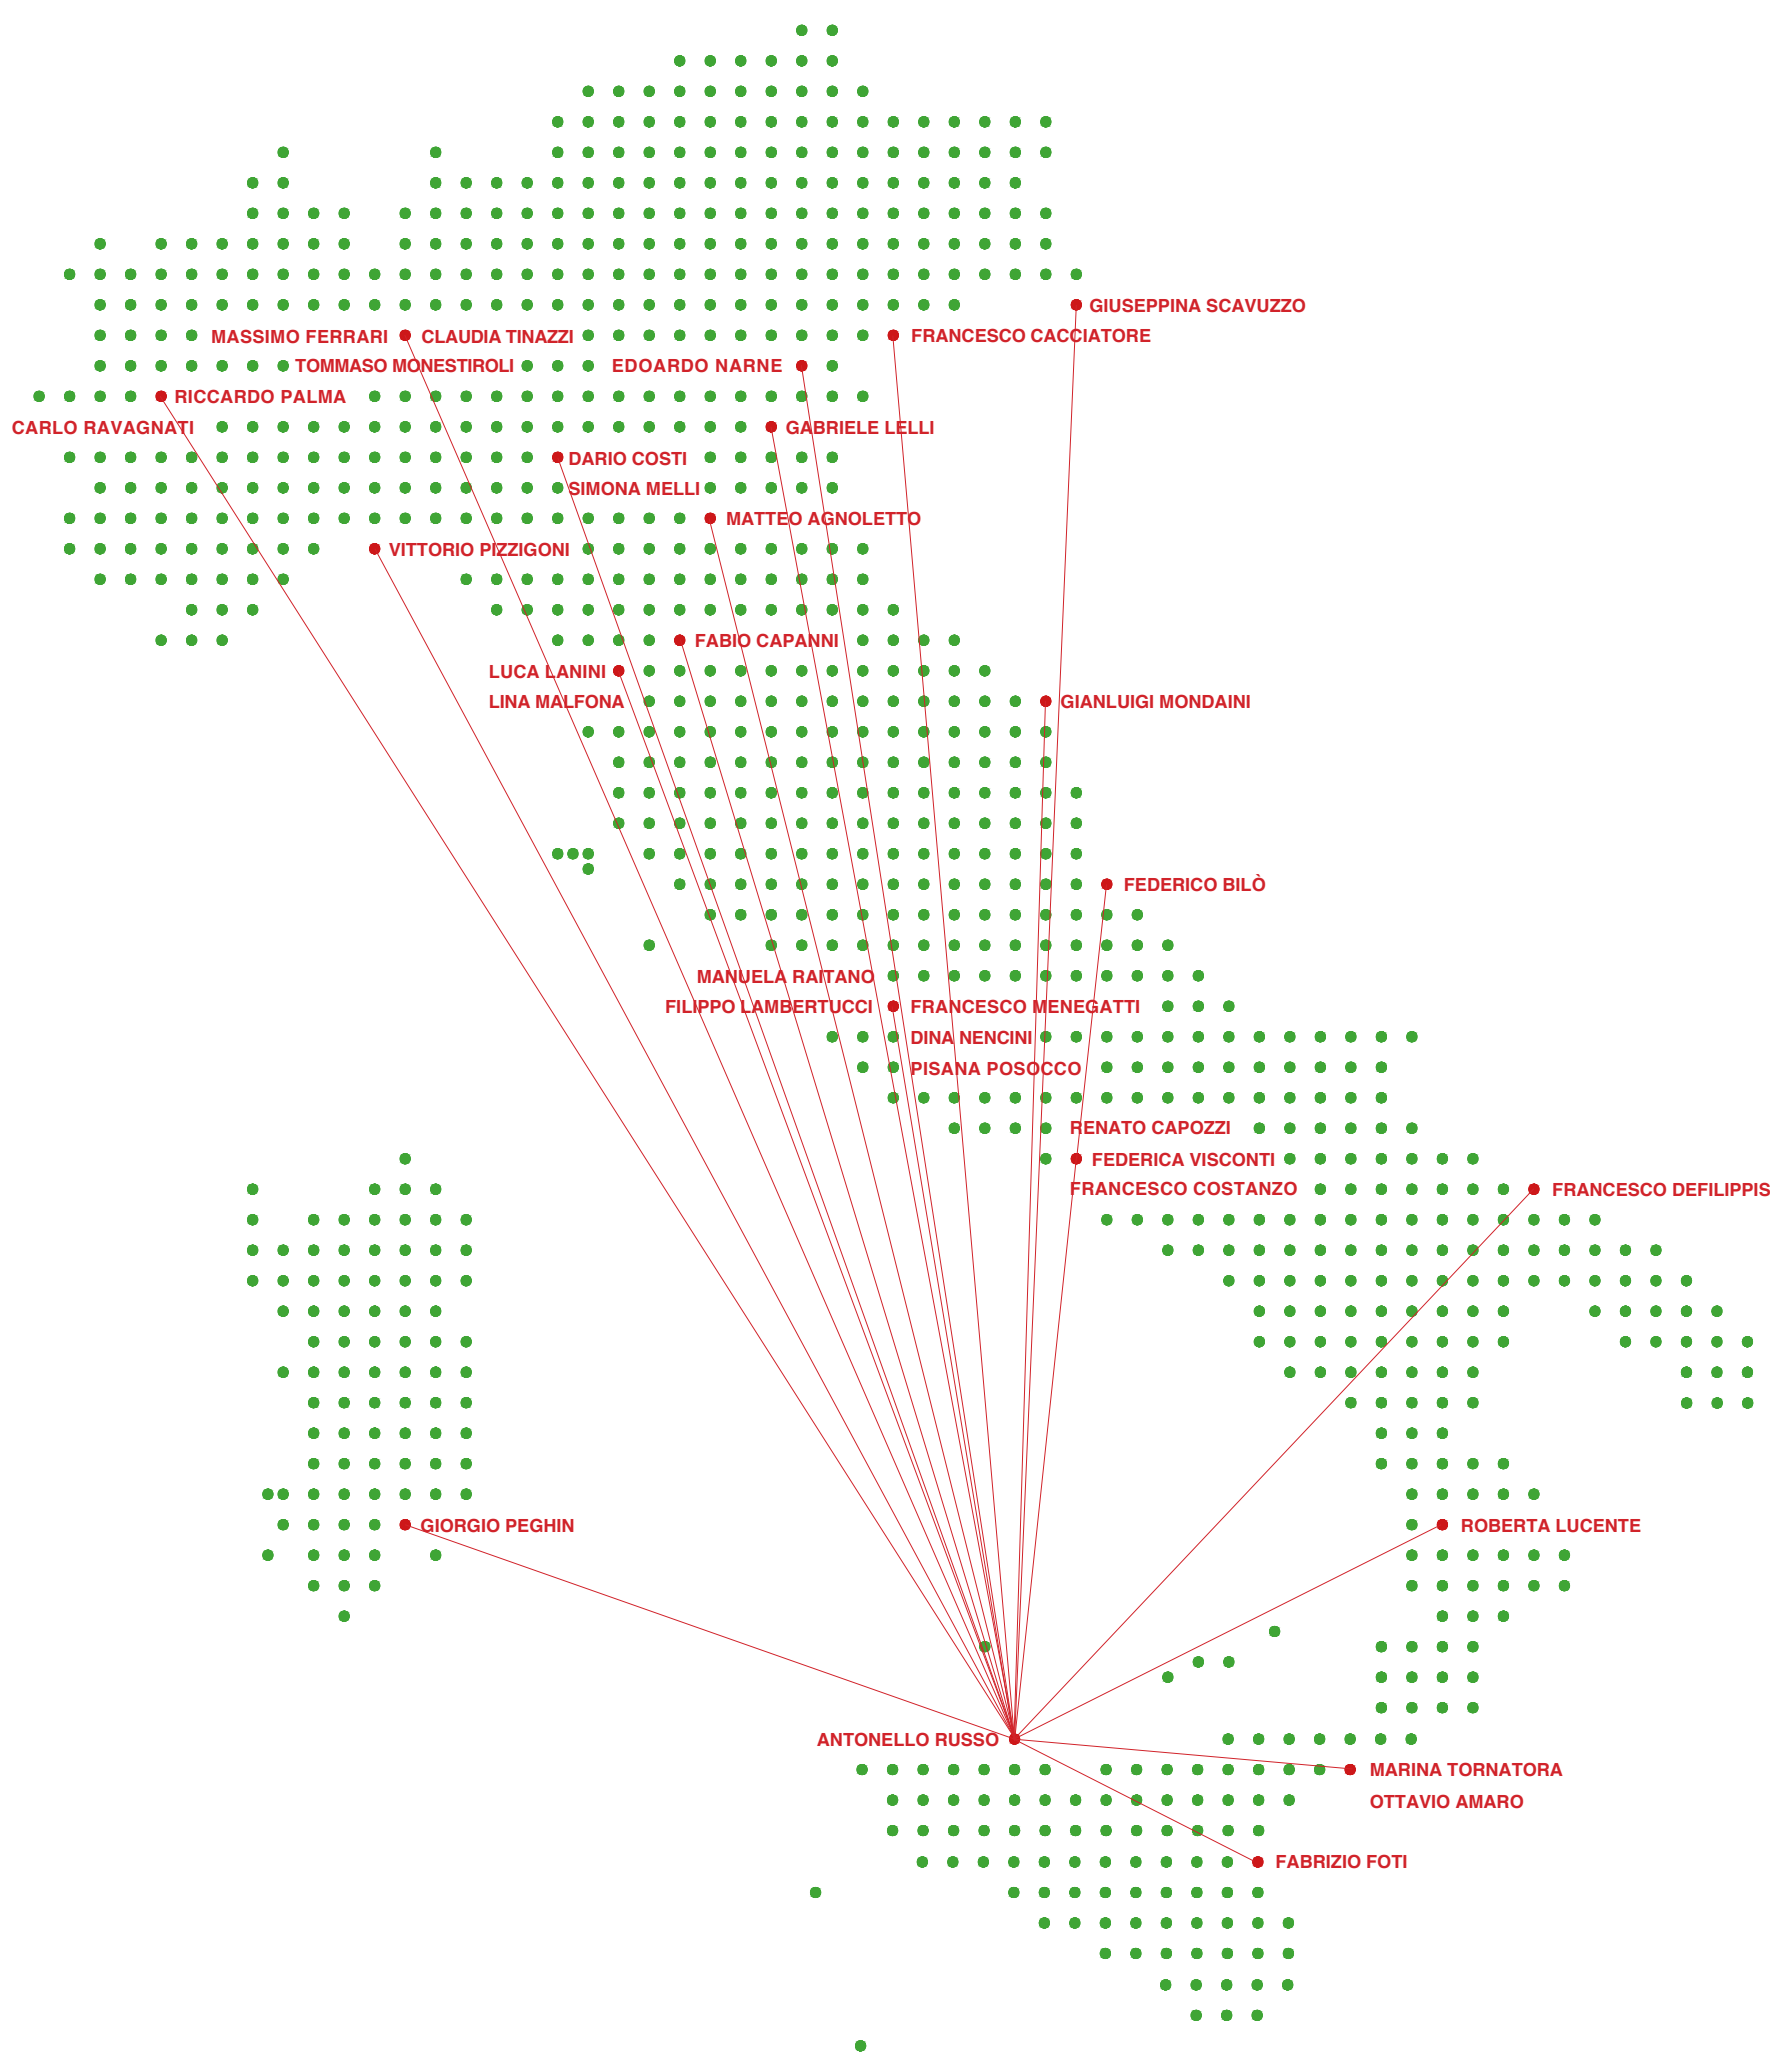 GIUSEPPINA SCAVUZZO
MASSIMO FERRARI
CLAUDIA TINAZZI
FRANCESCO CACCIATORE
TOMMASO MONESTIROLI
EDOARDO NARNE
RICCARDO PALMA
CARLO RAVAGNATI
GABRIELE LELLI
DARIO COSTI
SIMONA MELLI
MATTEO AGNOLETTO
VITTORIO PIZZIGONI
FABIO CAPANNI
LUCA LANINI
LINA MALFONA
GIANLUIGI MONDAINI
FEDERICO BILÒ
MANUELA RAITANO
FILIPPO LAMBERTUCCI
FRANCESCO MENEGATTI
DINA NENCINI
PISANA POSOCCO
RENATO CAPOZZI
FEDERICA VISCONTI
FRANCESCO COSTANZO
FRANCESCO DEFILIPPIS
GIORGIO PEGHIN
ROBERTA LUCENTE
ANTONELLO RUSSO
MARINA TORNATORA
OTTAVIO AMARO
FABRIZIO FOTI